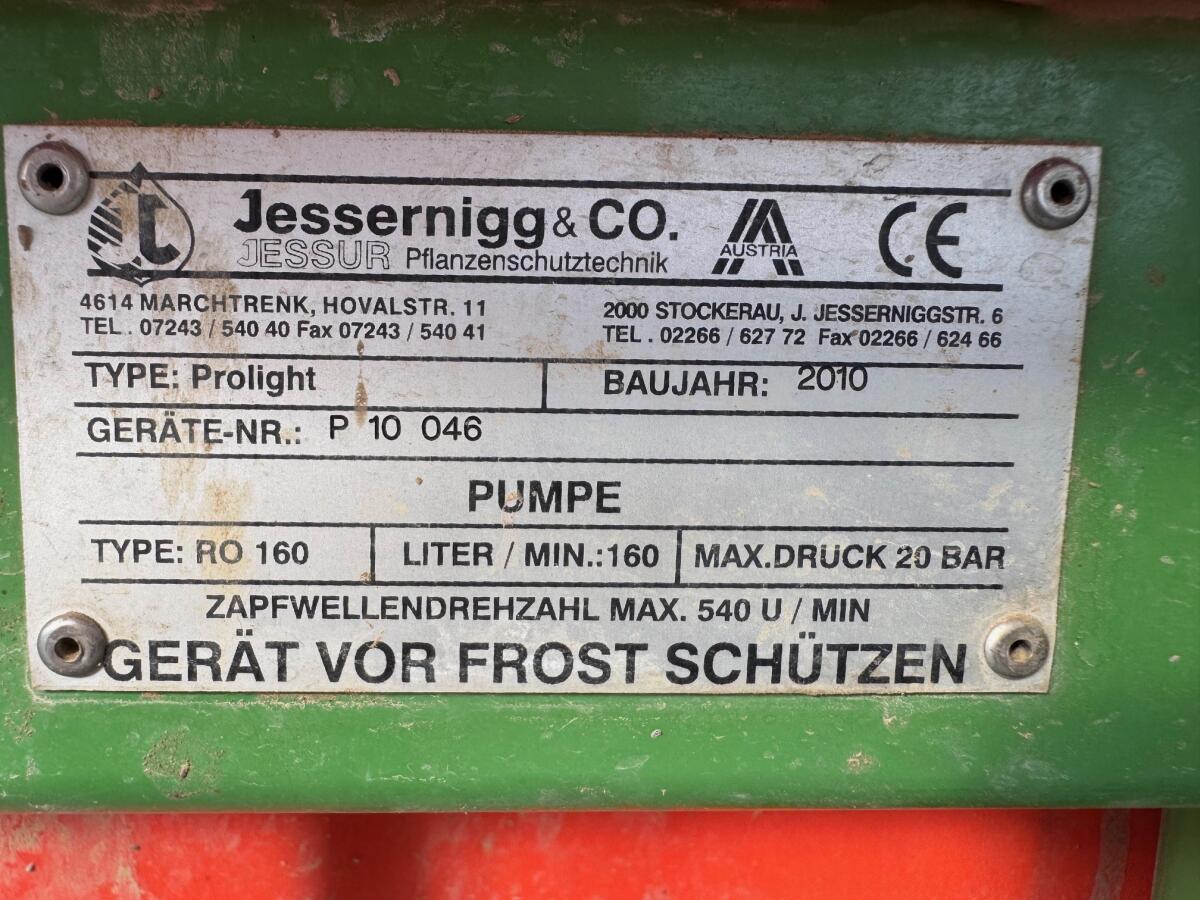 Jessernigg & CO.
JESSUR Pflanzenschutztechnik
AUSTRIA
CE
4614 MARCHTRENK, HOVALSTR. 11
TEL. 07243 / 540 40 Fax 07243 / 540 41
2000 STOCKERAU, J. JESSERNIGGSTR. 6
TEL. 02266 / 627 72 Fax 02266 / 624 66
TYPE: Prolight BAUJAHR: 2010
GERÄTE-NR.: P 10 046
PUMPE
TYPE: RO 160 LITER / MIN.:160 MAX.DRUCK 20 BAR
ZAPFWELLENDREHZAHL MAX. 540 U / MIN
GERÄT VOR FROST SCHÜTZEN